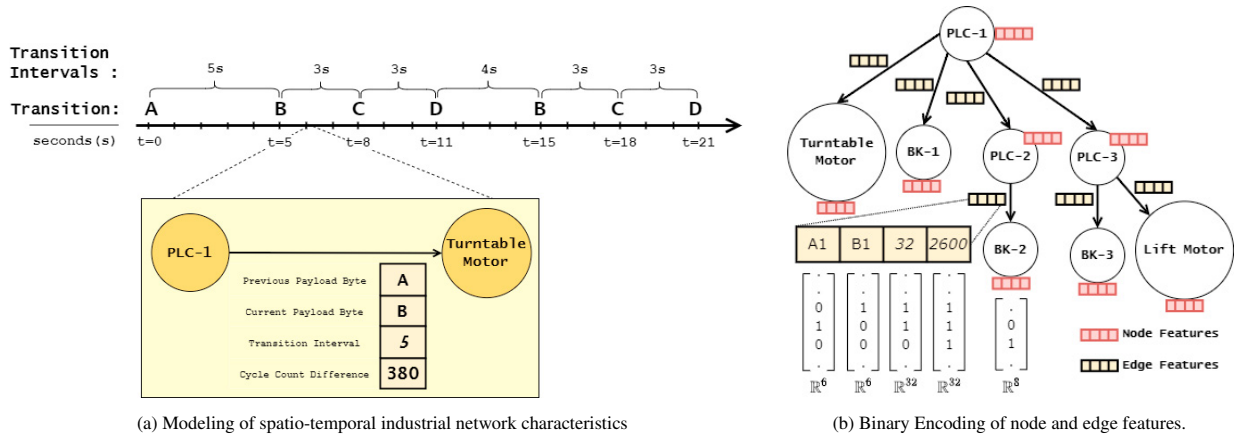 Transition
Intervals :
5s 3s 3s 4s 3s 3s
Transition: A B C D B C D
seconds(s) t=0 t=5 t=8 t=11 t=15 t=18 t=21
PLC-1
Turntable
Motor
Previous Payload Byte A
Current Payload Byte B
Transition Interval 5
Cycle Count Difference 380
(a) Modeling of spatio-temporal industrial network characteristics
PLC-1
Turntable
Motor
BK-1
PLC-2
PLC-3
A1 B1 32 2600
BK-2
BK-3
Lift Motor
. . . . .
0 1 1 1 0
1 0 1 1 1
0 0 0 1 .
. . . .
ℝ⁶ ℝ⁶ ℝ³² ℝ³² ℝ⁸
Node Features
Edge Features
(b) Binary Encoding of node and edge features.